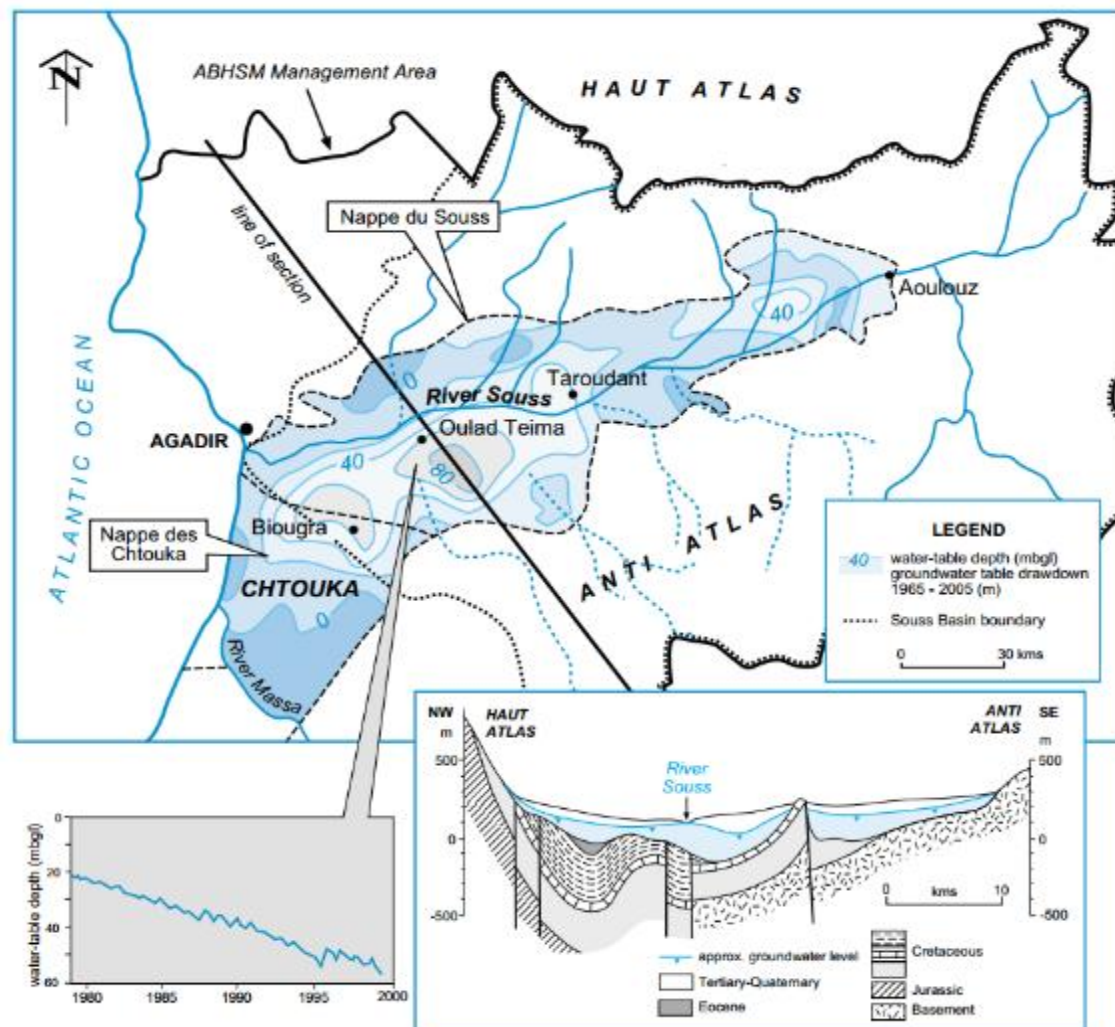 N
ABHSM Management Area
HAUT ATLAS
Nappe du Souss
line of section
40
Aoulouz
ATLANTIC OCEAN
0
Taroudant
River Souss
AGADIR
Oulad Teima
40
80
Biougra
Nappe des
Chtouka
CHTOUKA
0
River Massa
ANTI ATLAS
LEGEND
40
water-table depth (mbgl)
groundwater table drawdown
1965 - 2005 (m)
Souss Basin boundary
0 30 kms
NW
m
HAUT
ATLAS
ANTI
ATLAS
SE
m
500
0
-500
River
Souss
500
0
-500
0 kms 10
approx. groundwater level
Tertiary-Quaternary
Eocene
Cretaceous
Jurassic
Basement
water-table depth (mbgl)
0
20
40
60
1980 1985 1990 1995 2000